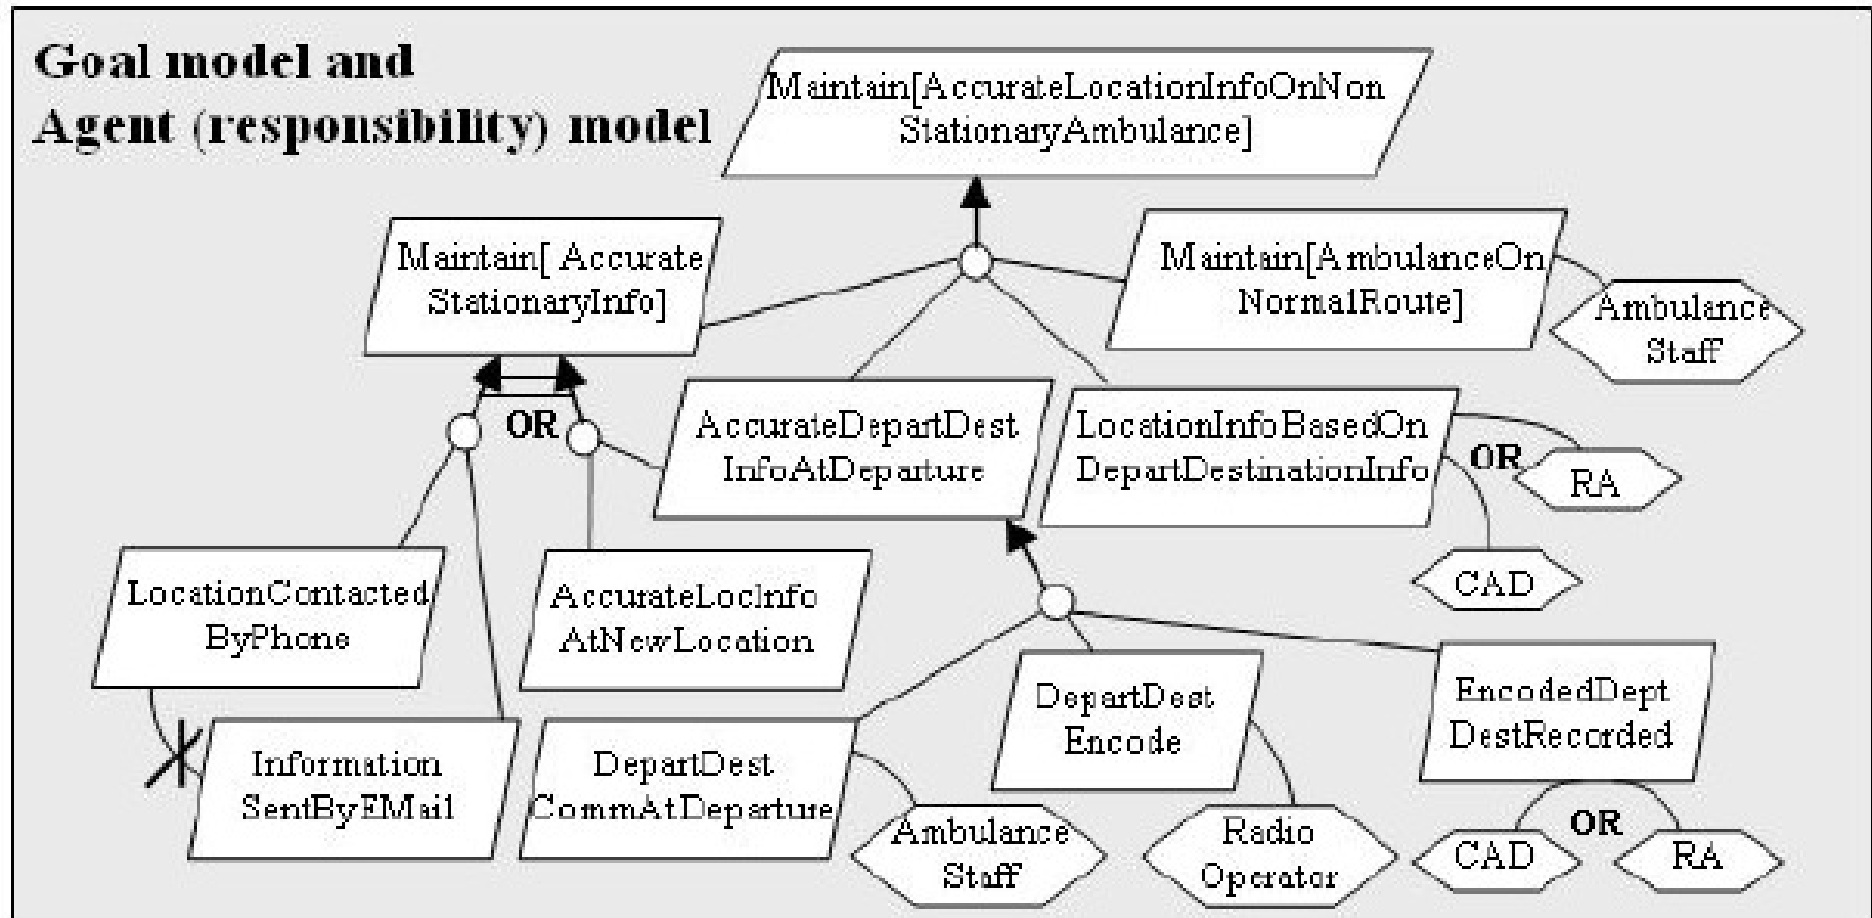 Goal model and
Agent (responsibility) model
Maintain[AccurateLocationInfoOnNon
StationaryAmbulance]
Maintain[ Accurate
StationaryInfo]
Maintain[AmbulanceOn
NormalRoute]
Ambulance
Staff
OR
AccurateDepartDest
InfoAtDeparture
LocationInfoBasedOn
DepartDestinationInfo
OR
RA
CAD
LocationContacted
ByPhone
AccurateLocInfo
AtNewLocation
DepartDest
Encode
EncodedDept
DestRecorded
Information
SentByEMail
DepartDest
CommAtDeparture
Ambulance
Staff
Radio
Operator
OR
CAD
RA